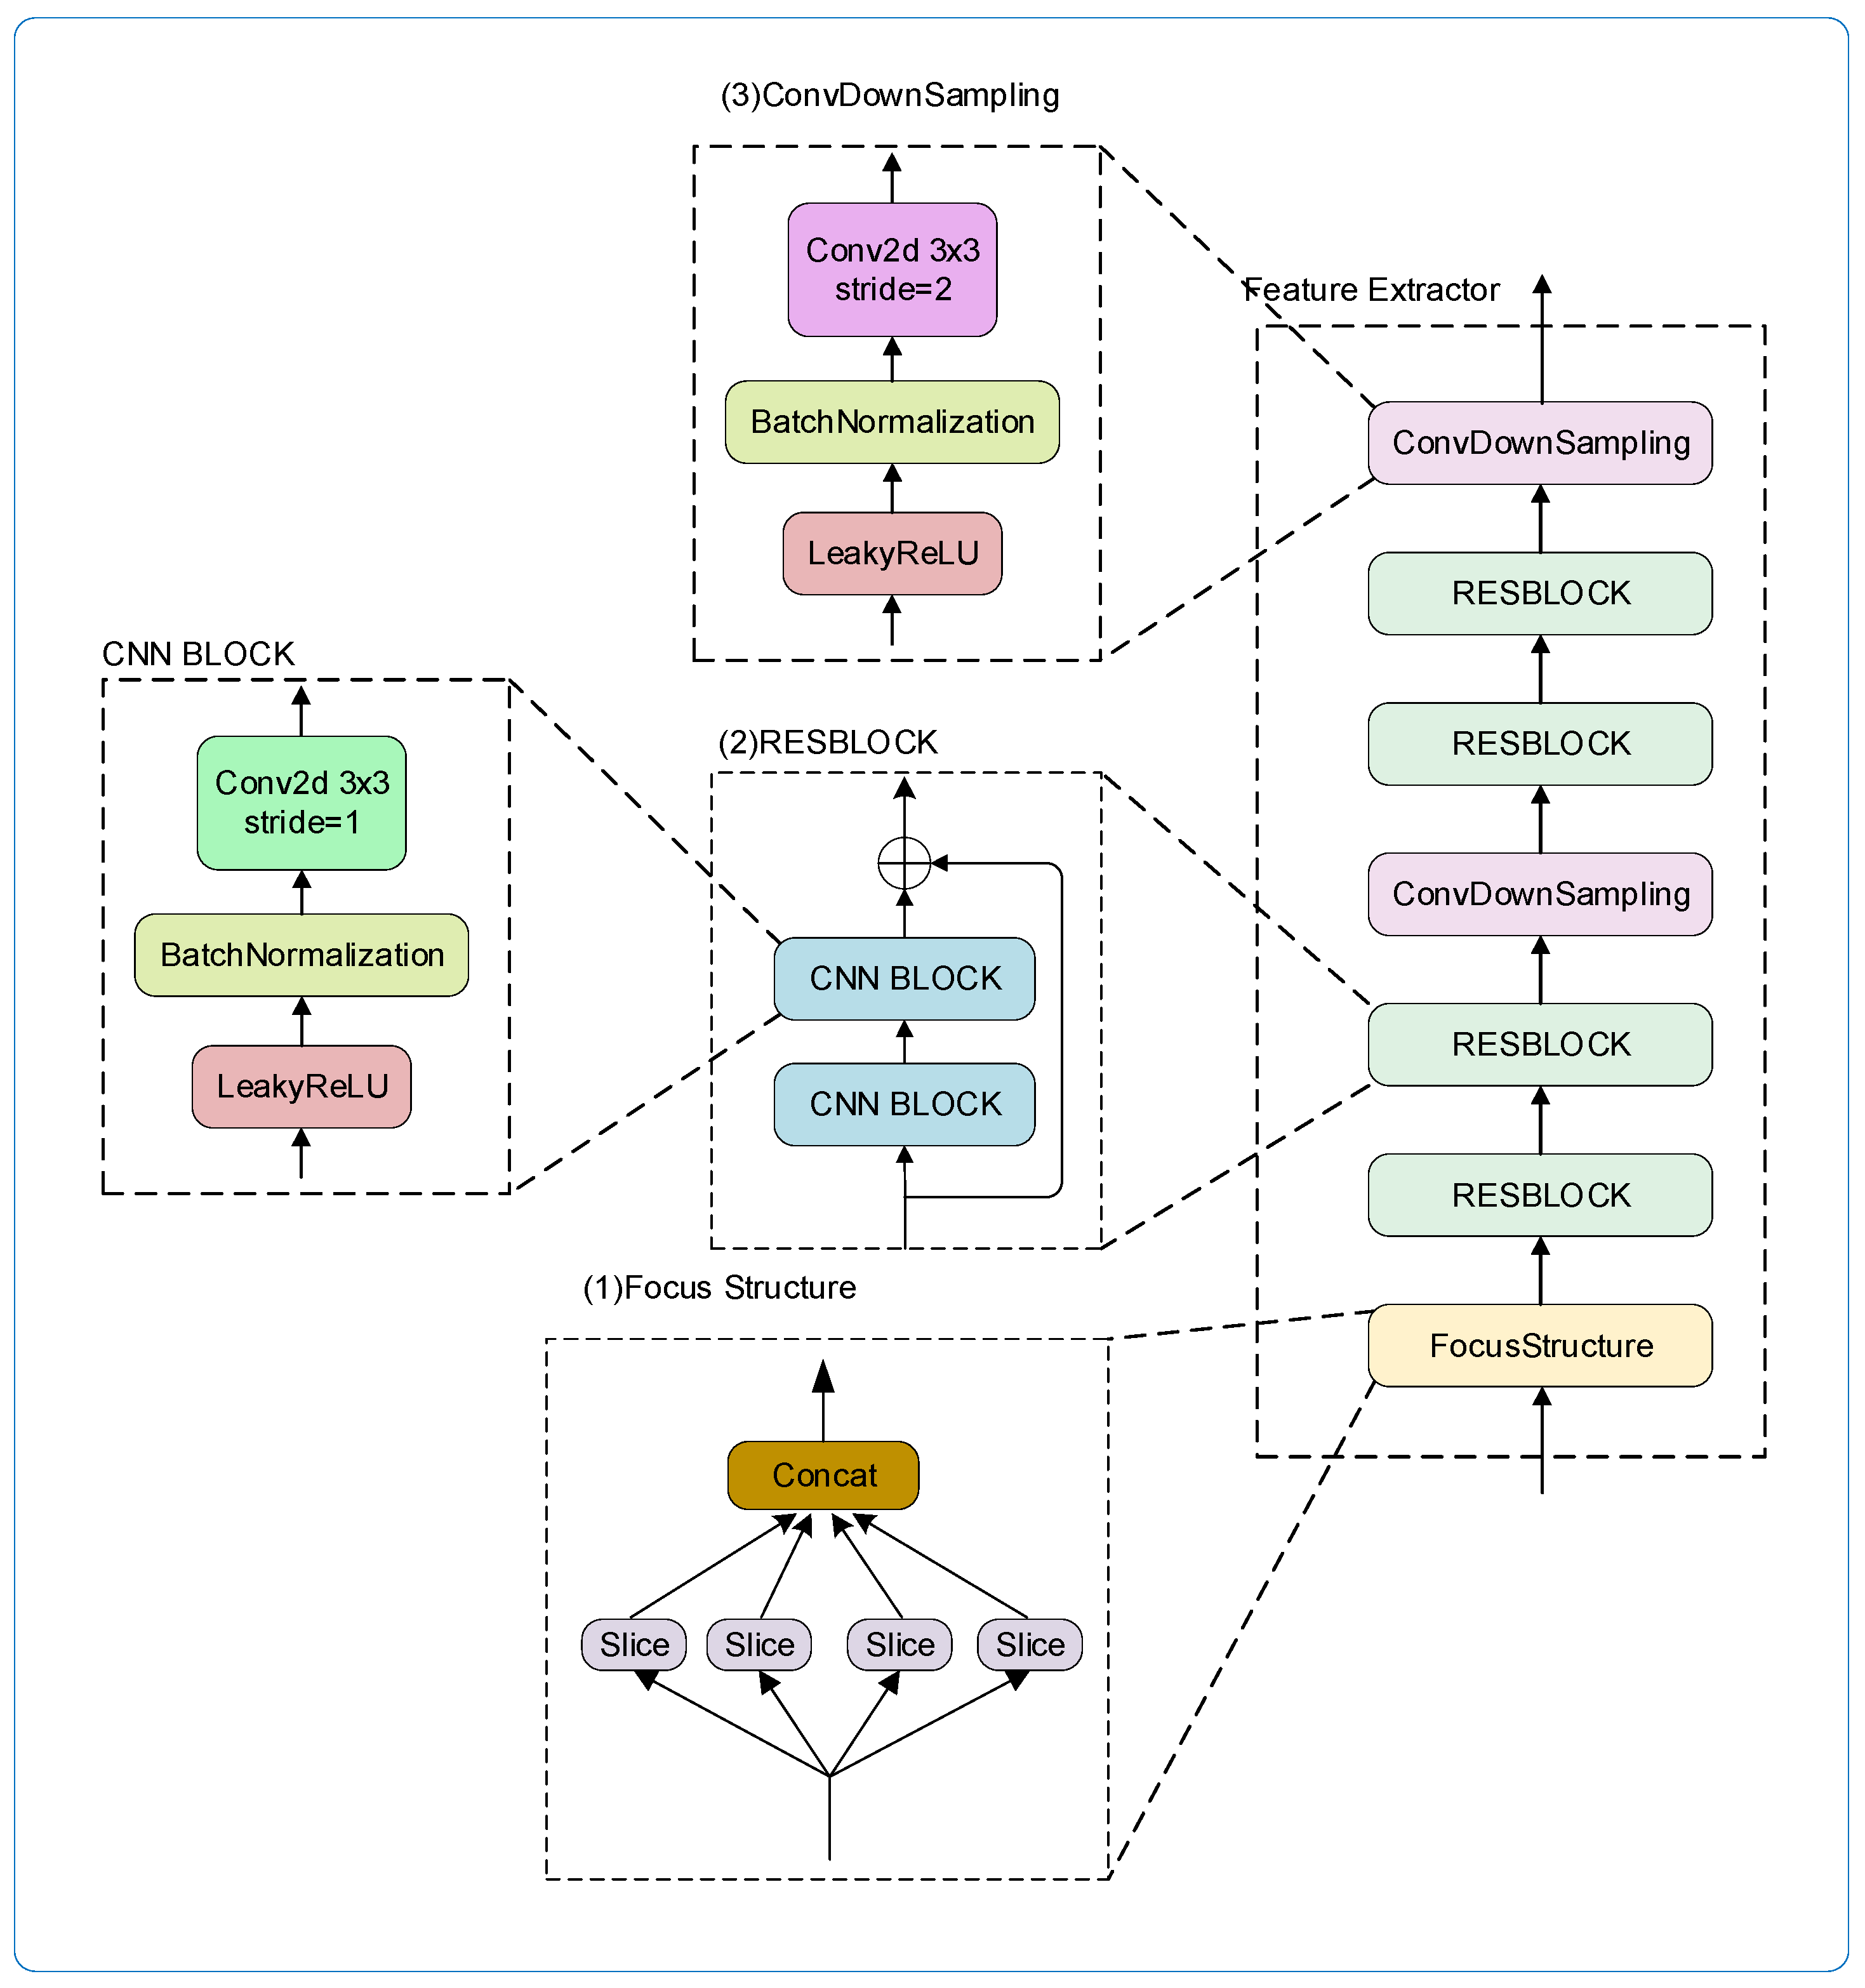 (3)ConvDownSampling
Conv2d 3x3
stride=2
BatchNormalization
LeakyReLU
Feature Extractor
ConvDownSampling
RESBLOCK
RESBLOCK
ConvDownSampling
RESBLOCK
RESBLOCK
FocusStructure
CNN BLOCK
Conv2d 3x3
stride=1
BatchNormalization
LeakyReLU
(2)RESBLOCK
CNN BLOCK
CNN BLOCK
(1)Focus Structure
Concat
Slice
Slice
Slice
Slice